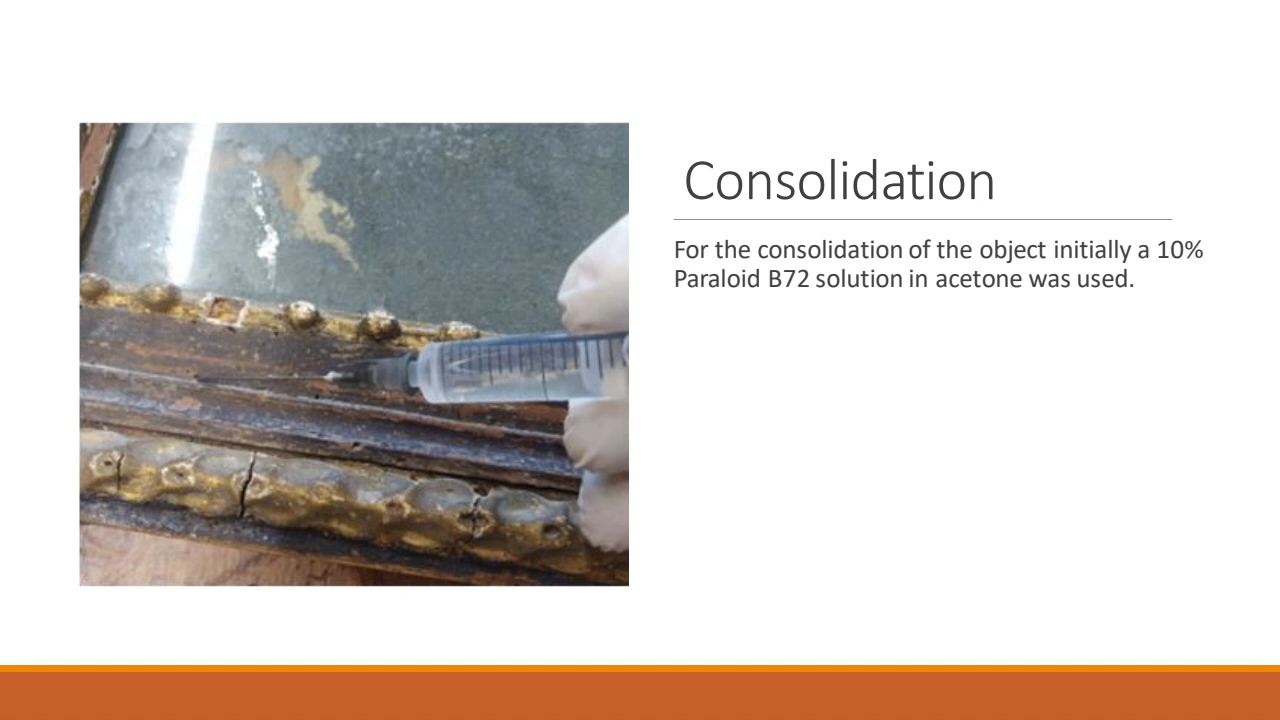 Consolidation
For the consolidation of the object initially a 10%
Paraloid B72 solution in acetone was used.